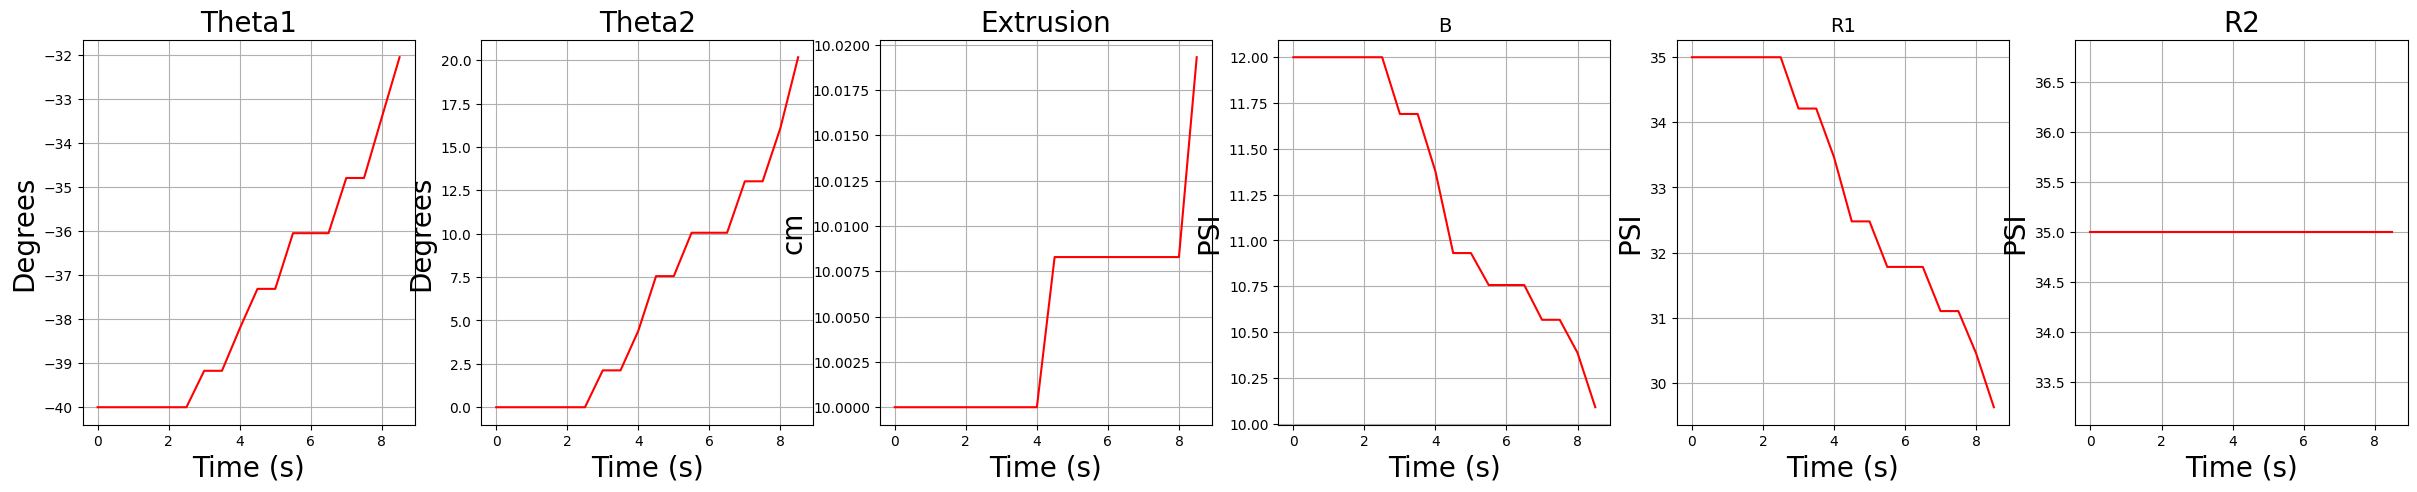 Theta1
Degrees
−32
−33
−34
−35
−36
−37
−38
−39
−40
0 2 4 6 8
Time (s)
Theta2
Degrees
20.0
17.5
15.0
12.5
10.0
7.5
5.0
2.5
0.0
0 2 4 6 8
Time (s)
Extrusion
cm
10.0200
10.0175
10.0150
10.0125
10.0100
10.0075
10.0050
10.0025
10.0000
0 2 4 6 8
Time (s)
B
PSI
12.00
11.75
11.50
11.25
11.00
10.75
10.50
10.25
10.00
0 2 4 6 8
Time (s)
R1
PSI
35
34
33
32
31
30
0 2 4 6 8
Time (s)
R2
PSI
36.5
36.0
35.5
35.0
34.5
34.0
33.5
0 2 4 6 8
Time (s)